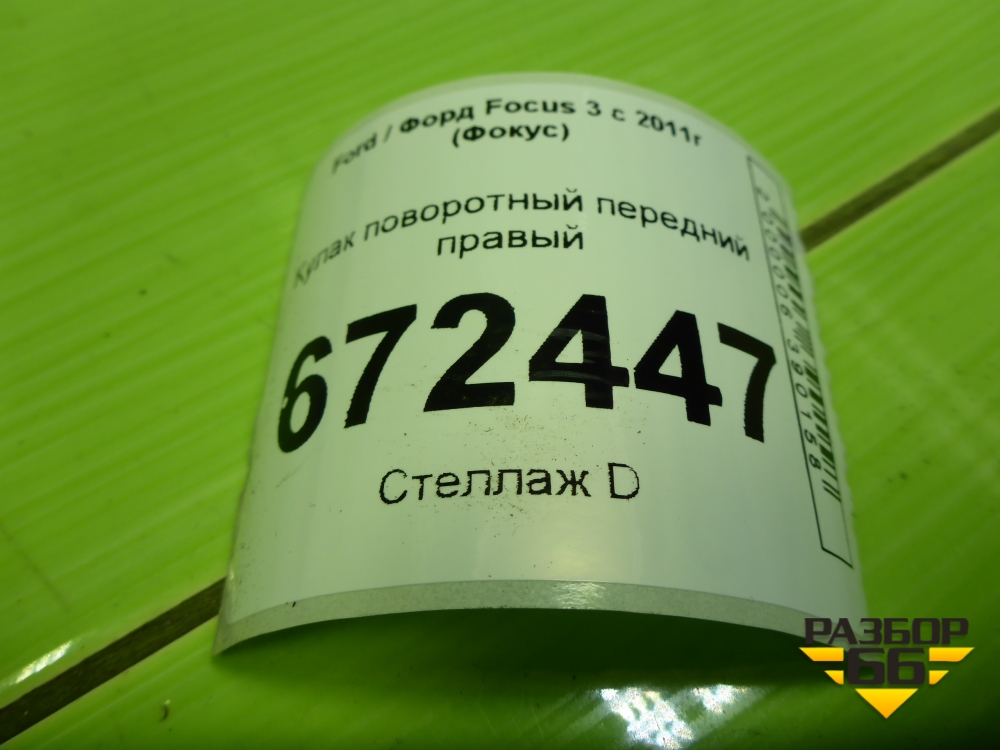 Ford / Форд Focus 3 с 2011г
(Фокус)
Кулак поворотный передний
правый
672447
Стеллаж D
РАЗБОР
66